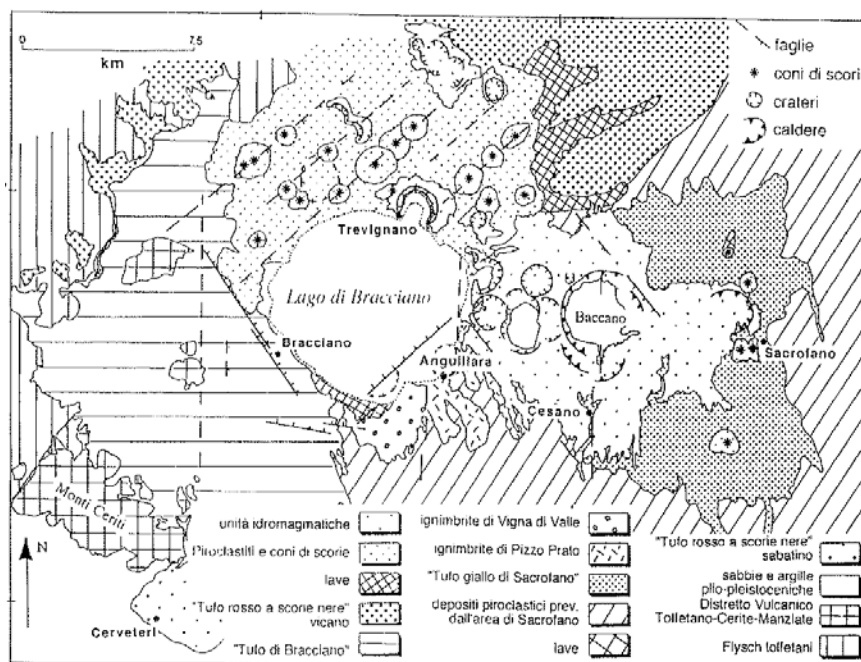 0 7,5
km
faglie
coni di scori
crateri
caldere
Trevignano
Lago di Bracciano
Baccano
Bracciano
Anguillara
Sacrofano
Cesano
Monti Ceriti
N
Cerveteri
unità idromagmatiche
Piroclastiti e coni di scorie
lave
"Tufo rosso a scorie nere"
vicano
"Tufo di Bracciano"
ignimbrite di Vigna di Valle
ignimbrite di Pizzo Prato
"Tufo giallo di Sacrofano"
depositi piroclastici prev.
dall'area di Sacrofano
lave
"Tufo rosso a scorie nere"
sabatino
sabbie e argille
plio-pleistoceniche
Distretto Vulcanico
Tolfetano-Cerite-Manziate
Flysch tolfetani